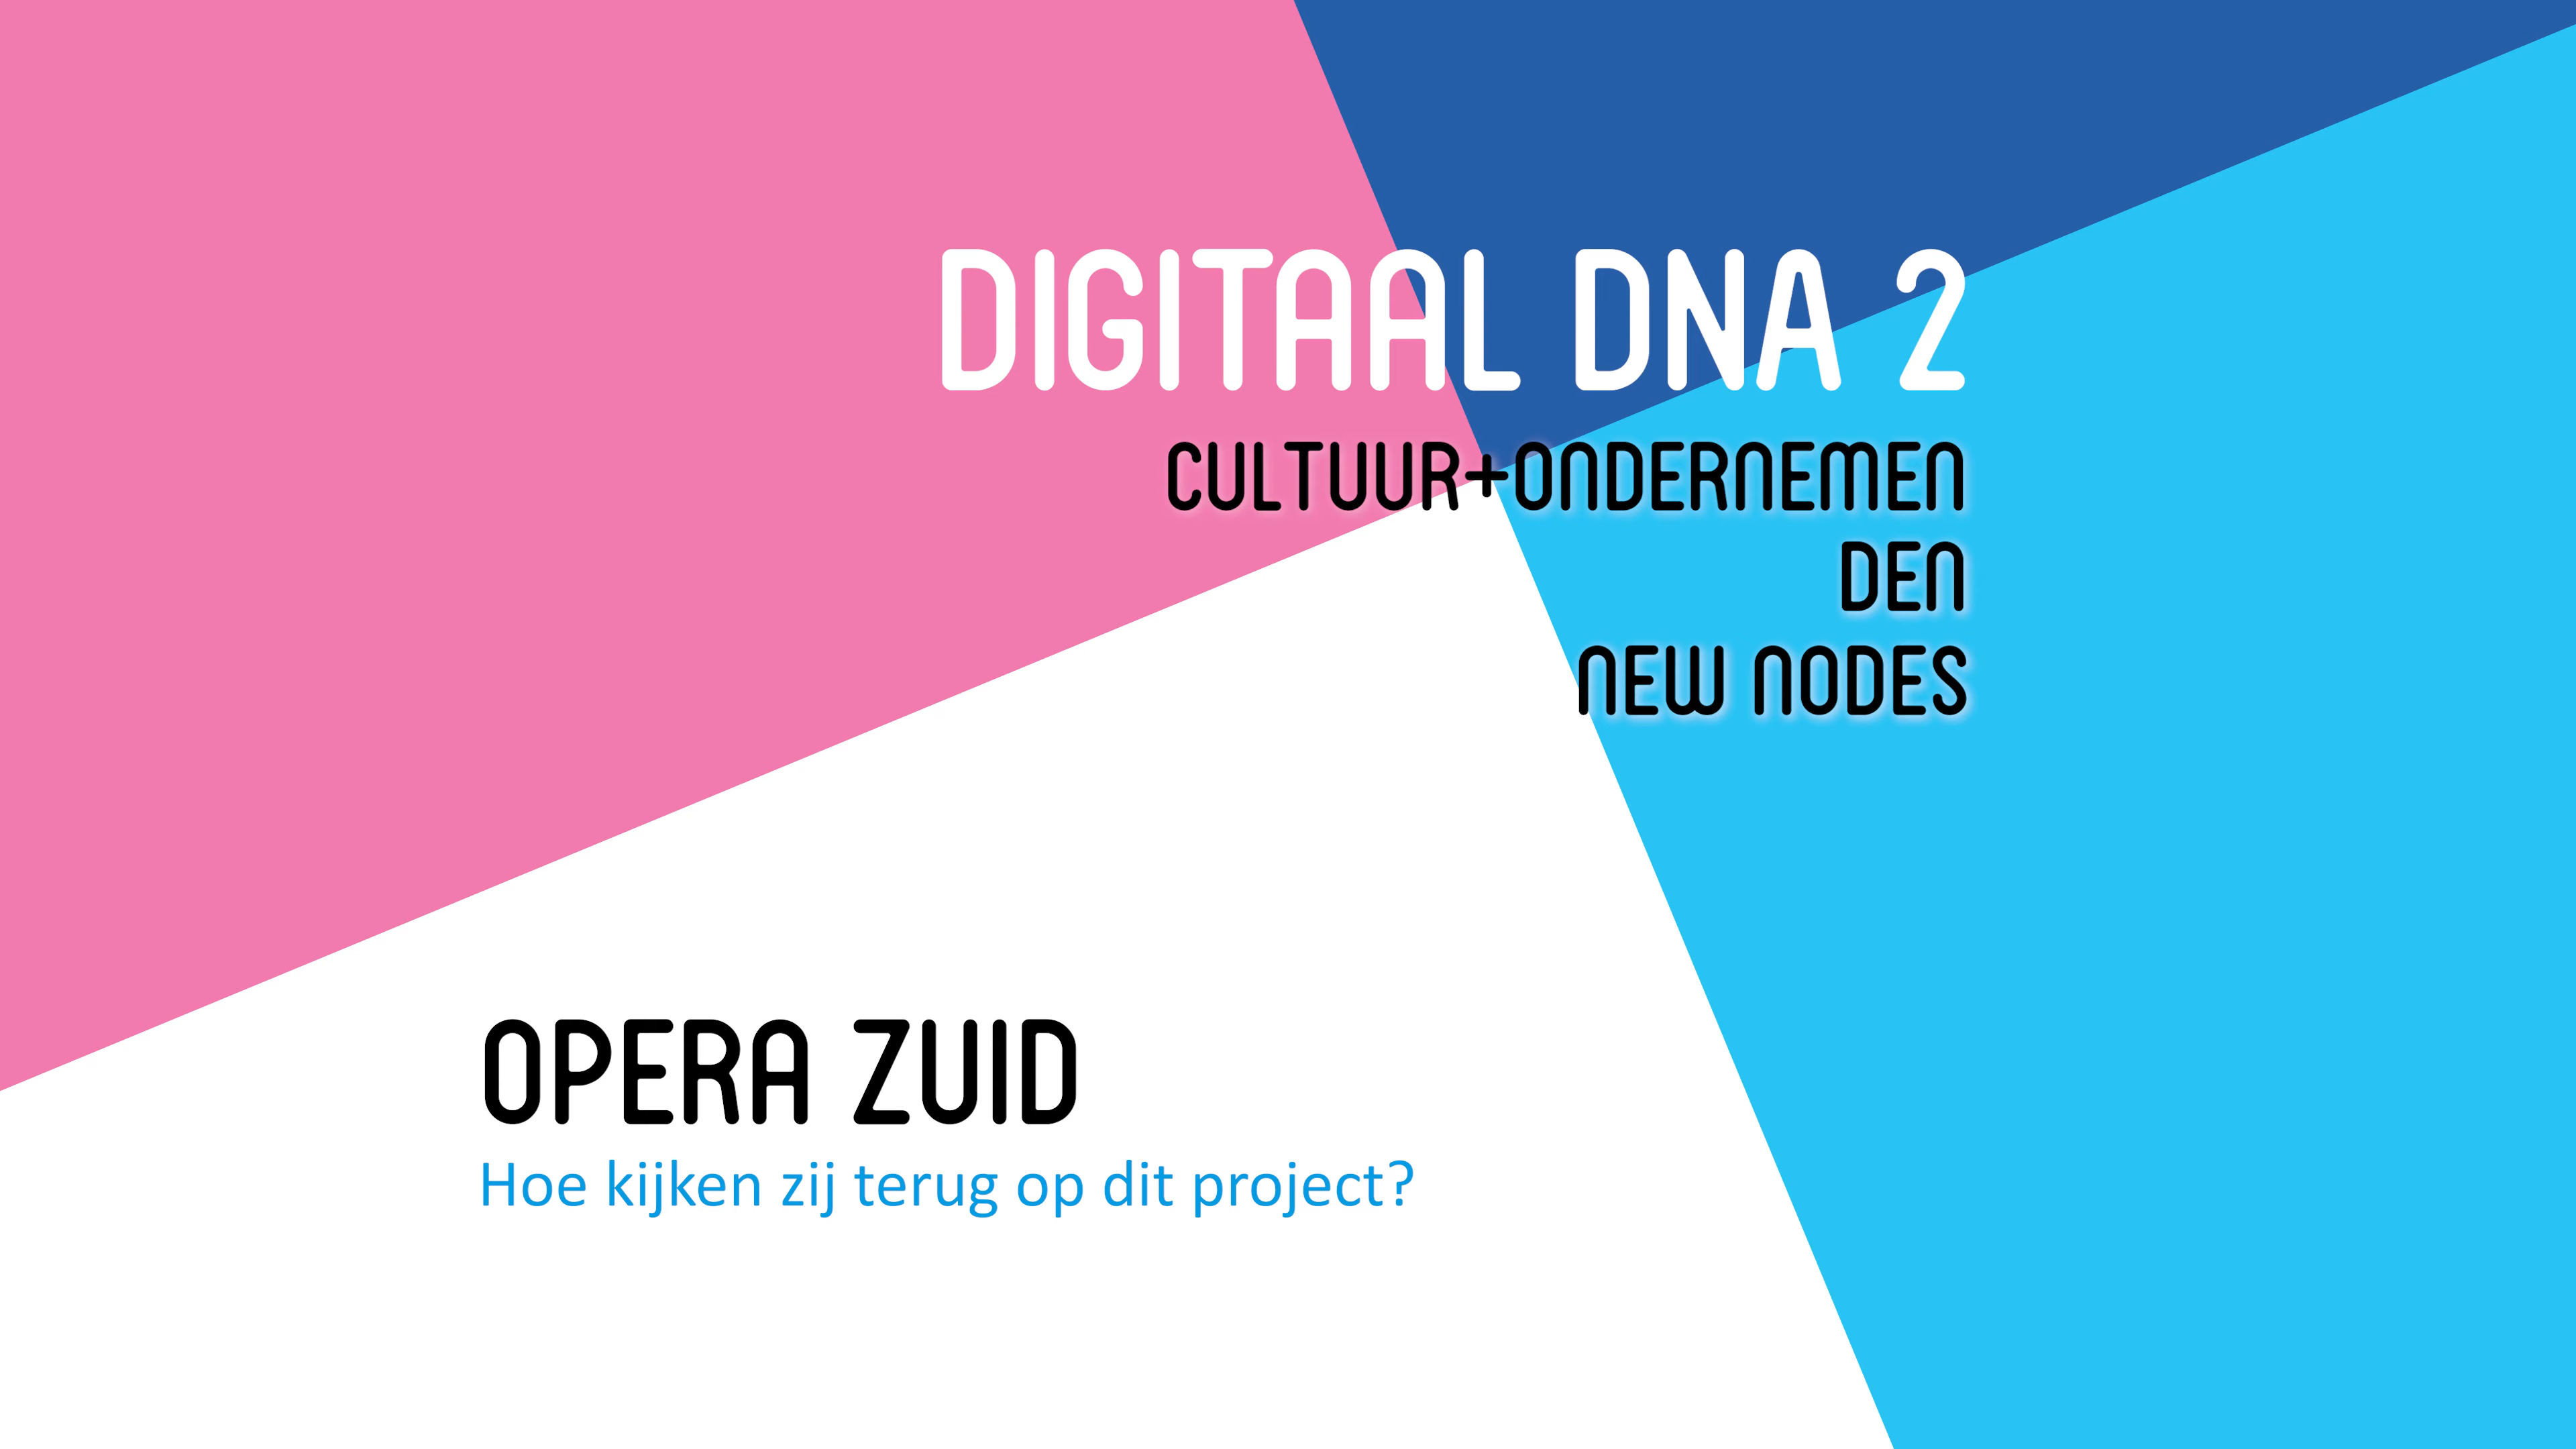 DIGITAAL DNA 2
CULTUUR+ONDERNEMEN
DEN
NEW NODES
OPERA ZUID
Hoe kijken zij terug op dit project?